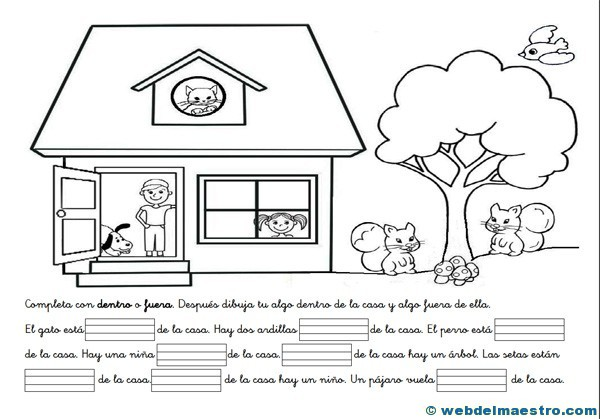 Completa con dentro o fuera. Después dibuja tu algo dentro de la casa y algo fuera de ella.
El gato está de la casa. Hay dos ardillas de la casa. El perro está
de la casa. Hay una niña de la casa. de la casa hay un árbol. Las setas están
de la casa. de la casa hay un niño. Un pájaro vuela de la casa.
© webdelmaestro.com